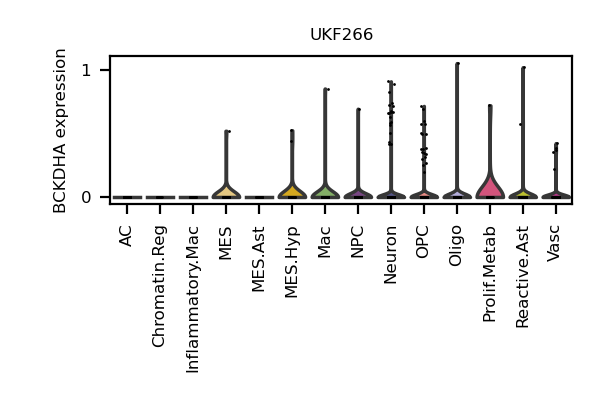 UKF266
BCKDHA expression
1
0
AC
Chromatin.Reg
Inflammatory.Mac
MES
MES.Ast
MES.Hyp
Mac
NPC
Neuron
OPC
Oligo
Prolif.Metab
Reactive.Ast
Vasc